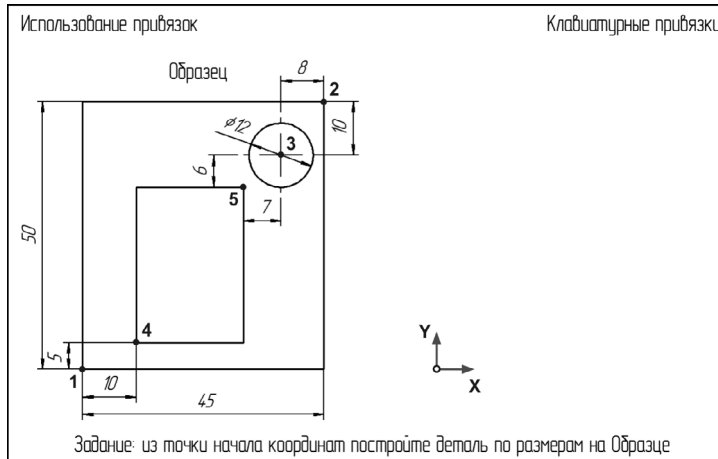 Использование привязок
Клавиатурные привязки
Образец
8
2
10
ϕ12
3
6
5
7
50
4
5
1
10
45
Y
X
Задание: из точки начала координат постройте деталь по размерам на Образце